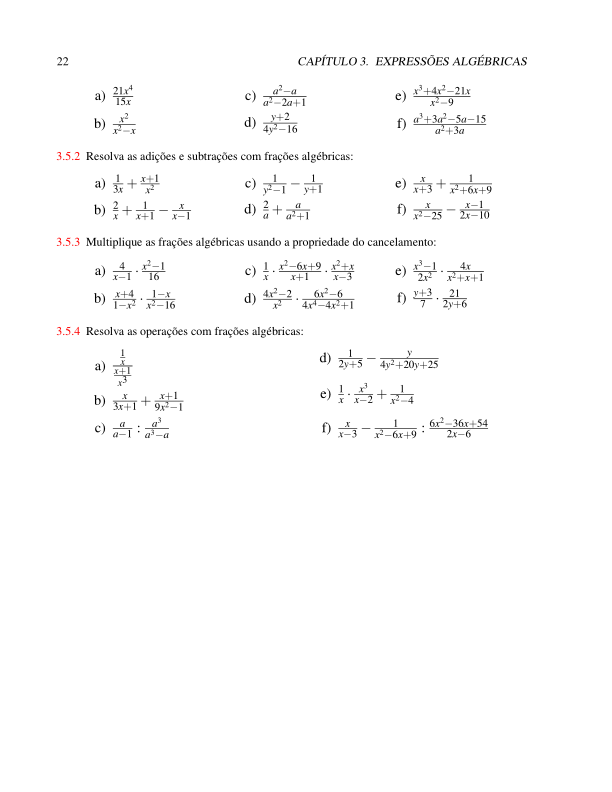 22 CAPÍTULO 3. EXPRESSÕES ALGÉBRICAS
a) \frac{21x^4}{15x} c) \frac{a^2-a}{a^2-2a+1} e) \frac{x^3+4x^2-21x}{x^2-9}
b) \frac{x^2}{x^2-x} d) \frac{y+2}{4y^2-16} f) \frac{a^3+3a^2-5a-15}{a^2+3a}
3.5.2 Resolva as adições e subtrações com frações algébricas:
a) \frac{1}{3x} + \frac{x+1}{x^2} c) \frac{1}{y^2-1} - \frac{1}{y+1} e) \frac{x}{x+3} + \frac{1}{x^2+6x+9}
b) \frac{2}{x} + \frac{1}{x+1} - \frac{x}{x-1} d) \frac{2}{a} + \frac{a}{a^2+1} f) \frac{x}{x^2-25} - \frac{x-1}{2x-10}
3.5.3 Multiplique as frações algébricas usando a propriedade do cancelamento:
a) \frac{4}{x-1} · \frac{x^2-1}{16} c) \frac{1}{x} · \frac{x^2-6x+9}{x+1} · \frac{x^2+x}{x-3} e) \frac{x^3-1}{2x^2} · \frac{4x}{x^2+x+1}
b) \frac{x+4}{1-x^2} · \frac{1-x}{x^2-16} d) \frac{4x^2-2}{x^2} · \frac{6x^2-6}{4x^4-4x^2+1} f) \frac{y+3}{7} · \frac{21}{2y+6}
3.5.4 Resolva as operações com frações algébricas:
a) \frac{\frac{1}{x}}{\frac{x+1}{x^3}} d) \frac{1}{2y+5} - \frac{y}{4y^2+20y+25}
b) \frac{x}{3x+1} + \frac{x+1}{9x^2-1} e) \frac{1}{x} · \frac{x^3}{x-2} + \frac{1}{x^2-4}
c) \frac{a}{a-1} : \frac{a^3}{a^3-a} f) \frac{x}{x-3} - \frac{1}{x^2-6x+9} : \frac{6x^2-36x+54}{2x-6}